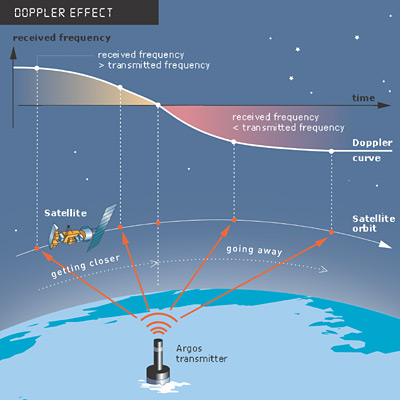 DOPPLER EFFECT
received frequency
received frequency
> transmitted frequency
time
received frequency
< transmitted frequency
Doppler
curve
Satellite
Satellite
orbit
getting closer
going away
Argos
transmitter